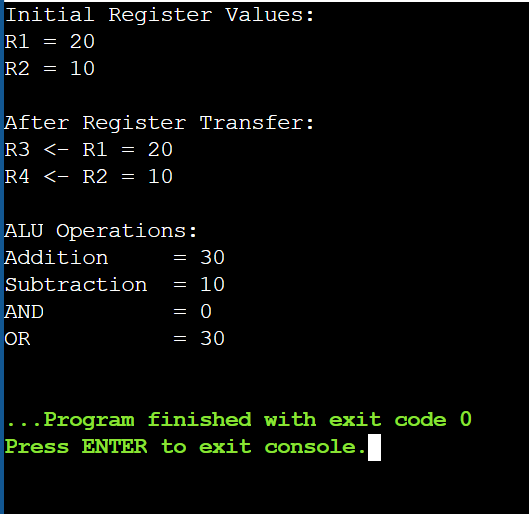 Initial Register Values:
R1 = 20
R2 = 10
After Register Transfer:
R3 <- R1 = 20
R4 <- R2 = 10
ALU Operations:
Addition     = 30
Subtraction  = 10
AND          = 0
OR           = 30
...Program finished with exit code 0
Press ENTER to exit console.